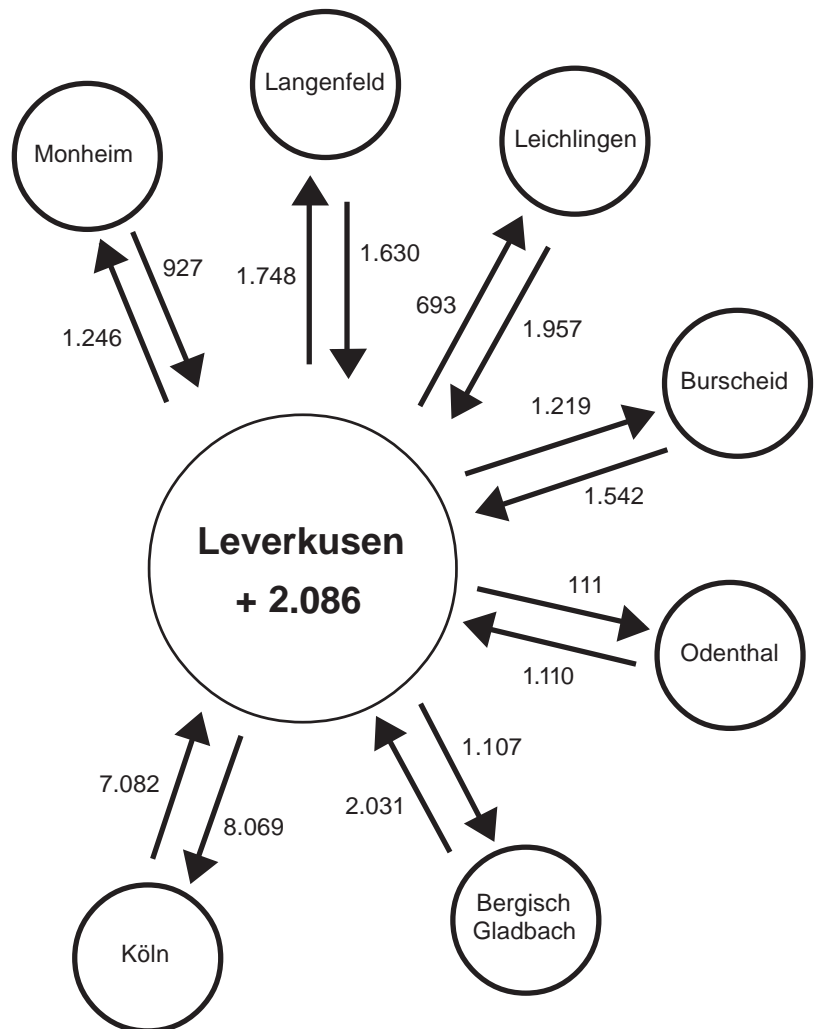 Langenfeld
Leichlingen
Monheim
927
1.630
1.748
693
1.246
1.957
Burscheid
1.219
1.542
Leverkusen
+ 2.086
111
Odenthal
1.110
1.107
7.082
2.031
8.069
Bergisch
Gladbach
Köln